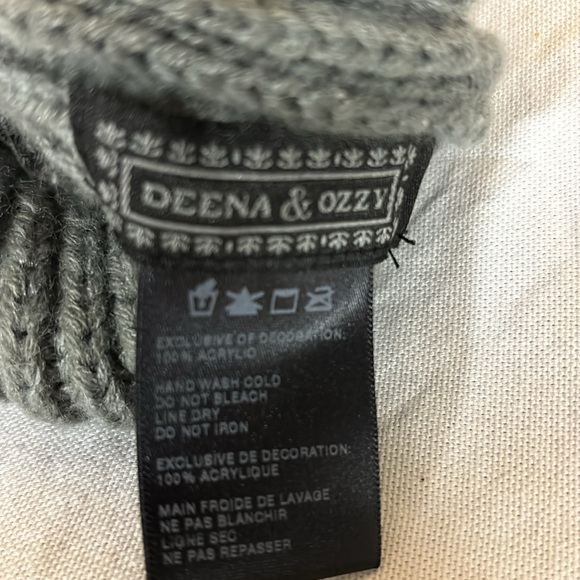 DEENA & OZZY
EXCLUSIVE OF DECORATION:
100% ACRYLIC
HAND WASH COLD
DO NOT BLEACH
LINE DRY
DO NOT IRON
EXCLUSIVE DE DECORATION:
100% ACRYLIQUE
MAIN FROIDE DE LAVAGE
NE PAS BLANCHIR
LIGNE SEC
NE PAS REPASSER